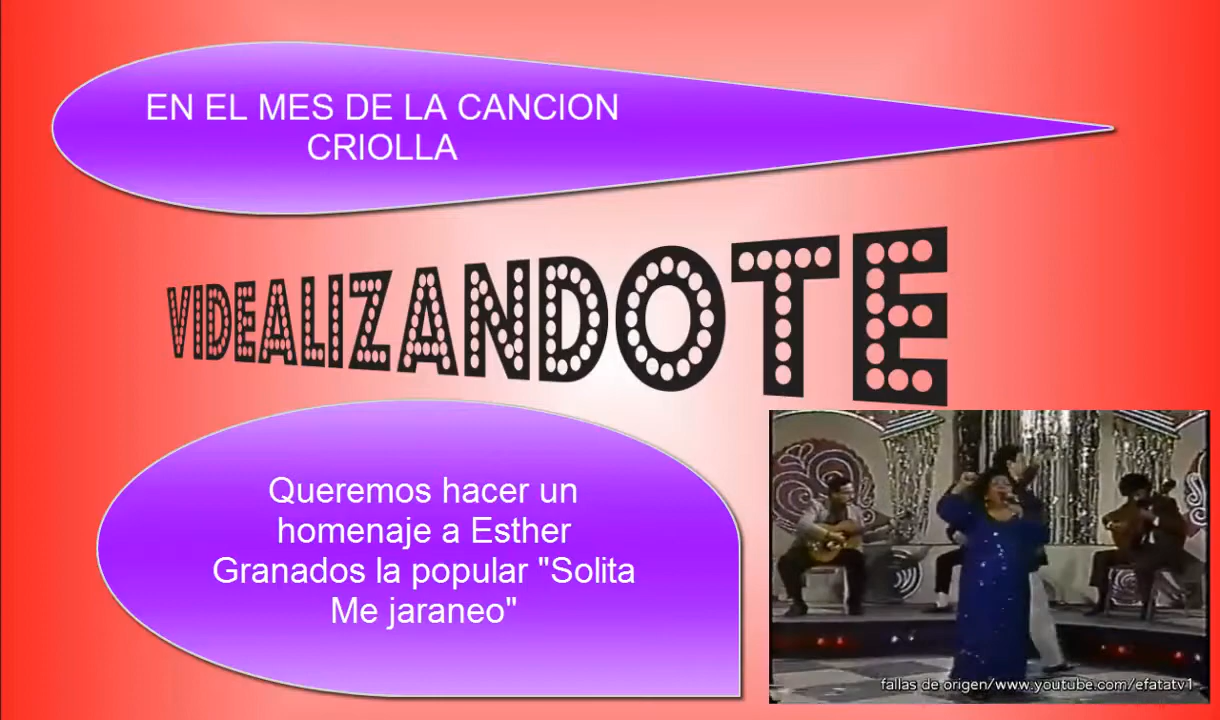 EN EL MES DE LA CANCION
CRIOLLA
VIDEALIZANDOTE
Queremos hacer un
homenaje a Esther
Granados la popular "Solita
Me jaraneo"
fallas de origen/www.youtube.com/efatatv1